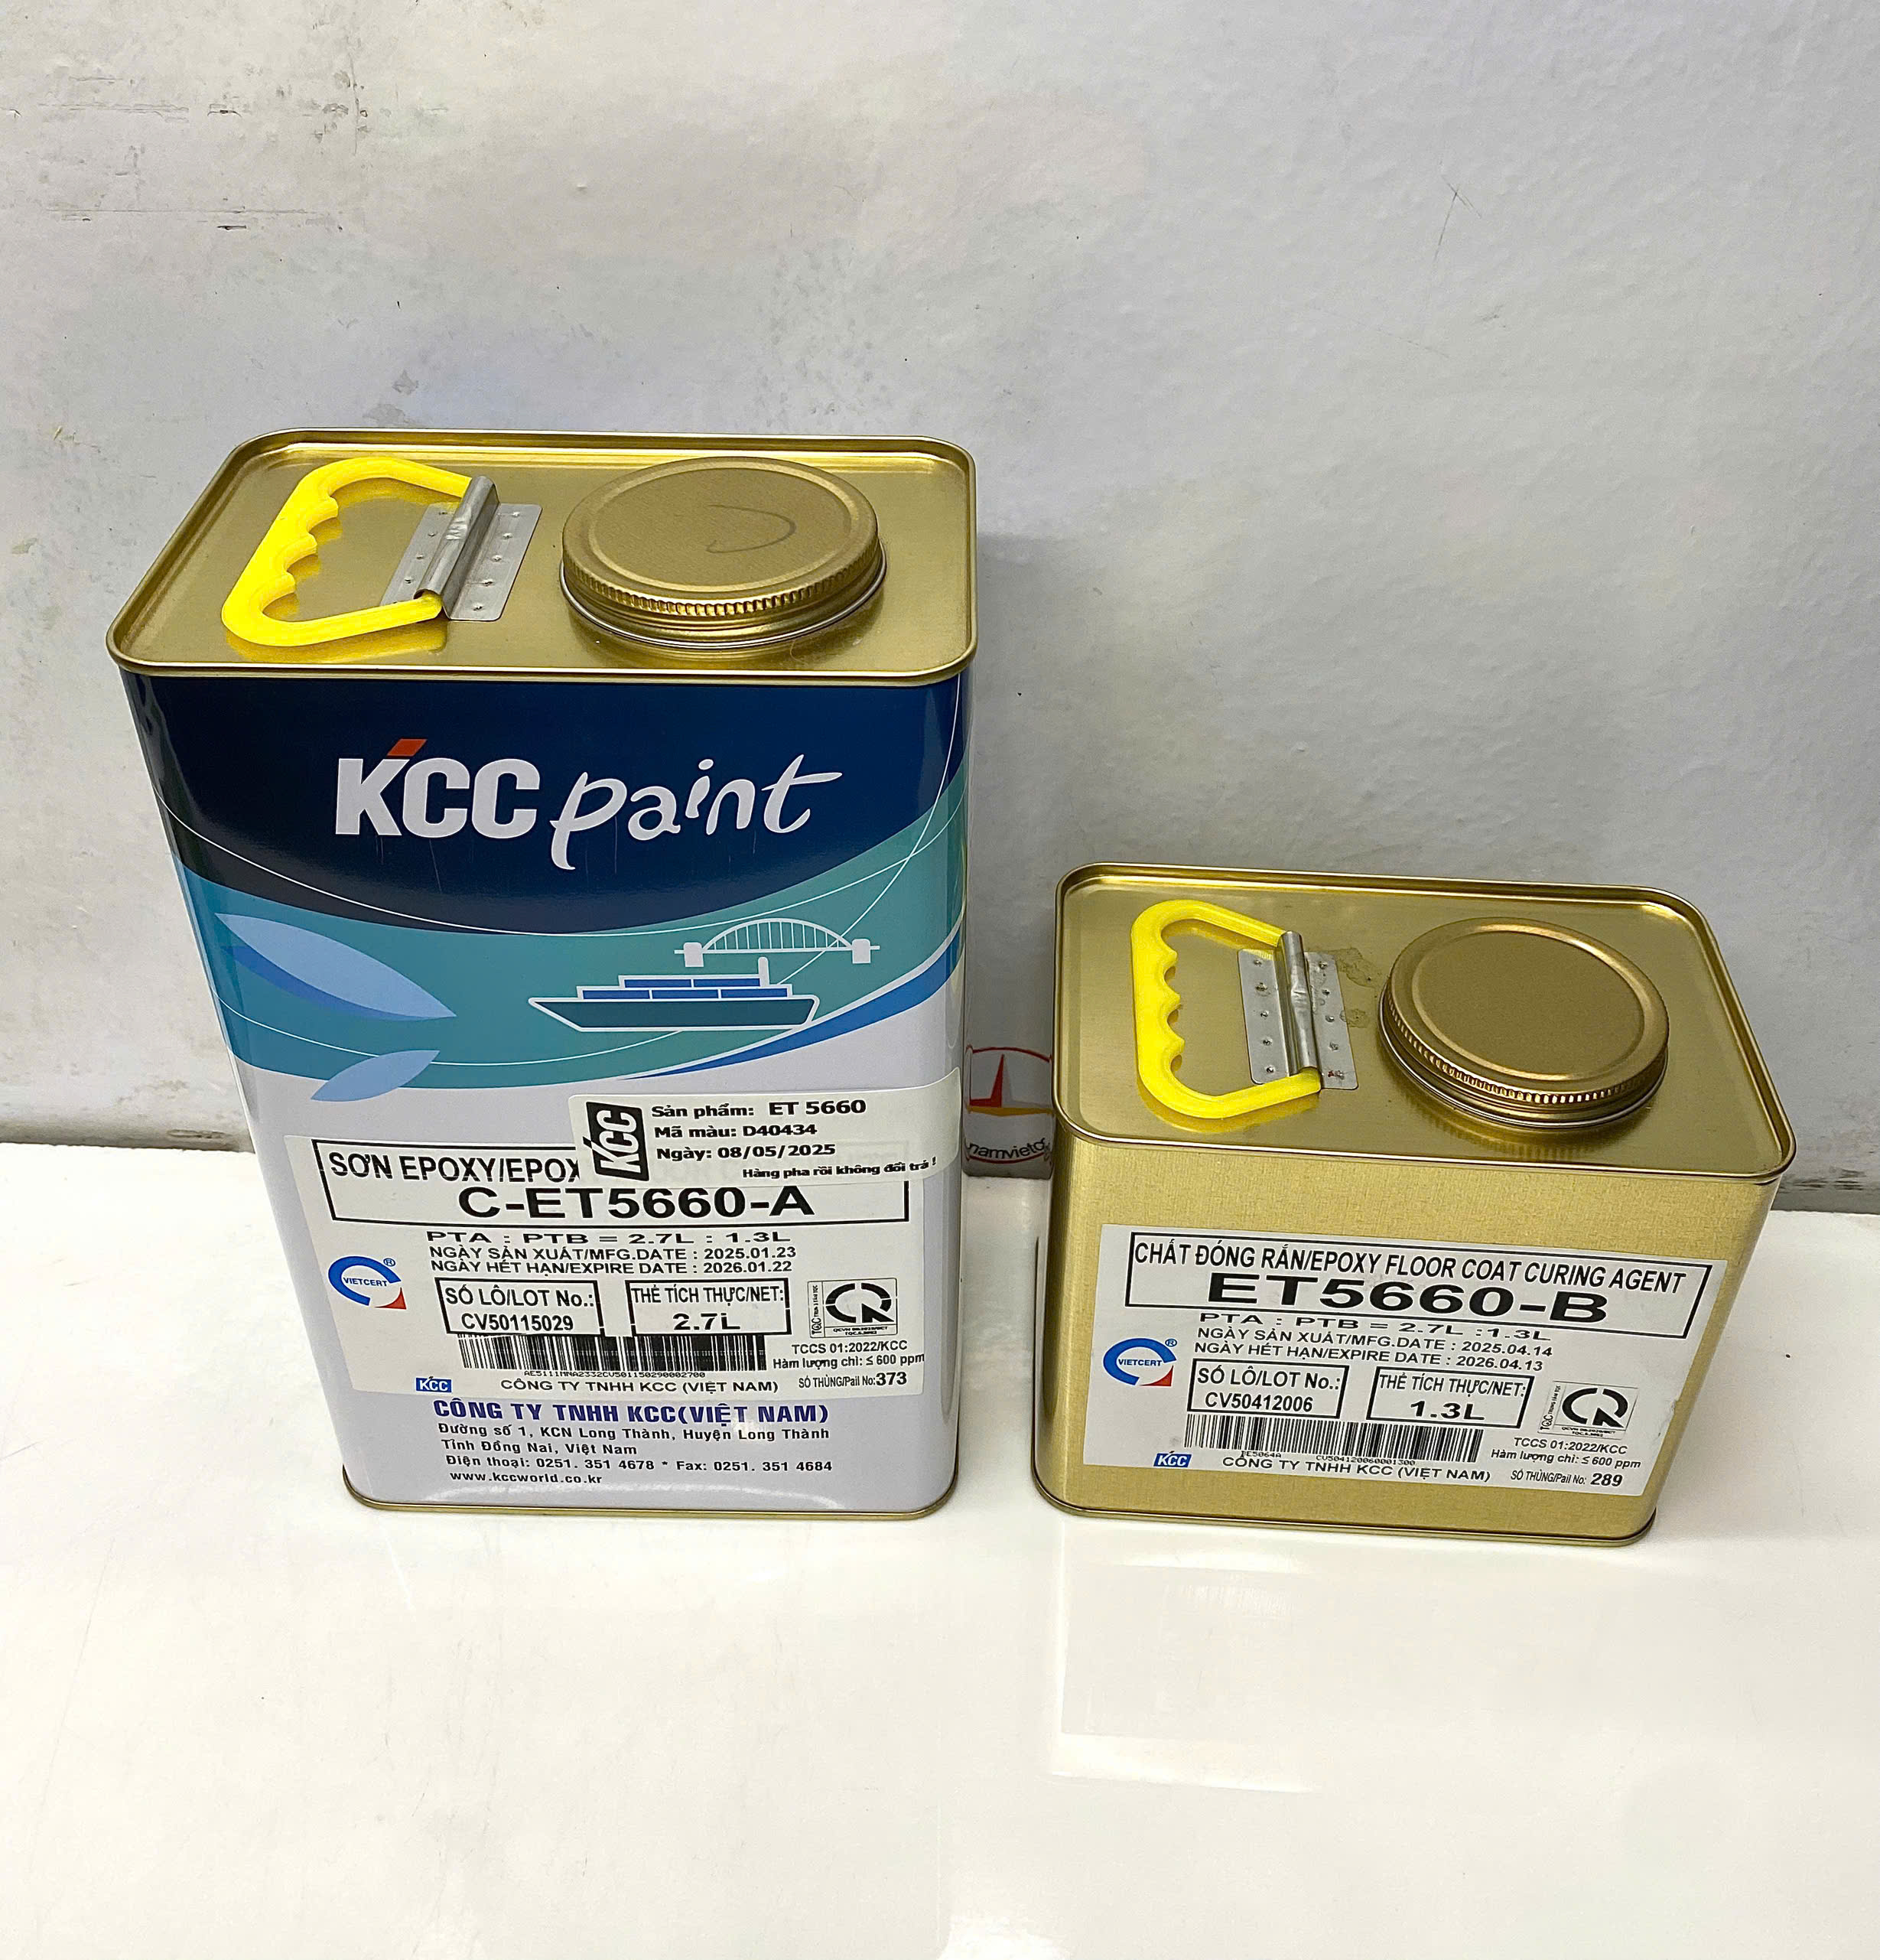 KCC paint
KCC
Sản phẩm: ET 5660
Mã màu: D40434
Ngày: 08/05/2025
Hàng pha rồi không đổi trả !
SƠN EPOXY/EPOX
C-ET5660-A
PTA : PTB = 2.7L : 1.3L
NGÀY SẢN XUẤT/MFG.DATE : 2025.01.23
NGÀY HẾT HẠN/EXPIRE DATE : 2026.01.22
VIETCERT
®
SỐ LÔ/LOT No.:
CV50115029
THỂ TÍCH THỰC/NET:
2.7L
TCCS 01:2022/KCC
Hàm lượng chì: ≤ 600 ppm
AE5111MNA2332CV501150290002700
KCC
CÔNG TY TNHH KCC (VIỆT NAM)
SỐ THÙNG/Pail No: 373
CÔNG TY TNHH KCC(VIỆT NAM)
Đường số 1, KCN Long Thành, Huyện Long Thành
Tỉnh Đồng Nai, Việt Nam
Điện thoại: 0251. 351 4678 * Fax: 0251. 351 4684
www.kccworld.co.kr
namviet
CHẤT ĐÓNG RẮN/EPOXY FLOOR COAT CURING AGENT
ET5660-B
PTA : PTB = 2.7L :1.3L
NGÀY SẢN XUẤT/MFG.DATE : 2025.04.14
NGÀY HẾT HẠN/EXPIRE DATE : 2026.04.13
VIETCERT
®
SỐ LÔ/LOT No.:
CV50412006
THỂ TÍCH THỰC/NET:
1.3L
TCCS 01:2022/KCC
Hàm lượng chì: ≤ 600 ppm
CV504120060001300
KCC
CÔNG TY TNHH KCC (VIỆT NAM)
SỐ THÙNG/Pail No: 289